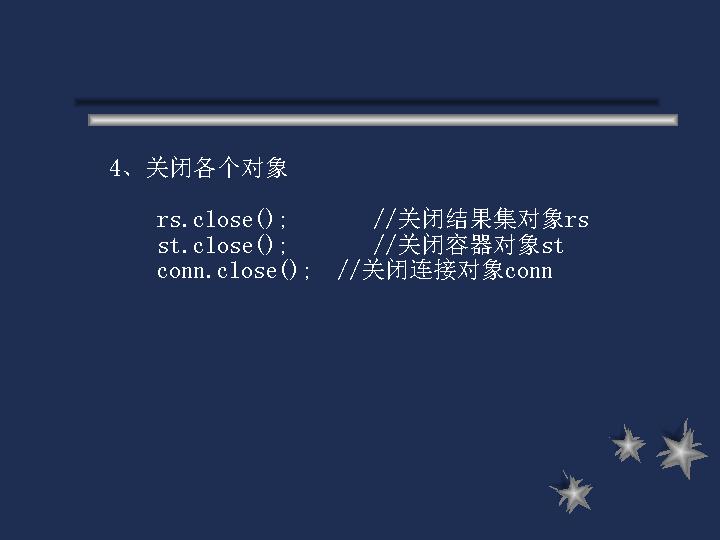 4、关闭各个对象
rs.close(); //关闭结果集对象rs
st.close(); //关闭容器对象st
conn.close(); //关闭连接对象conn